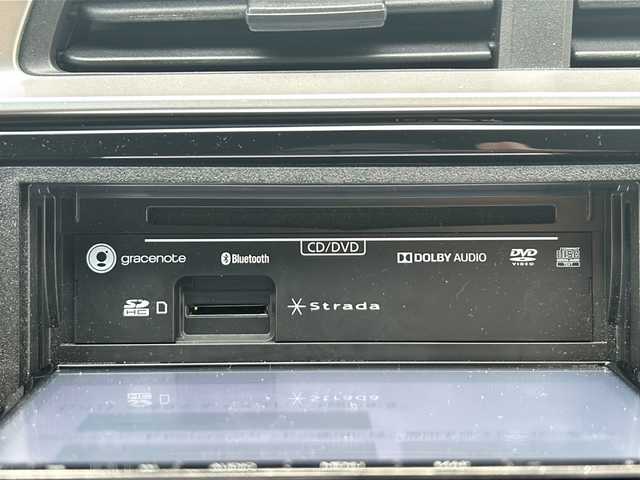 CD/DVD
gracenote Bluetooth DOLBY AUDIO DVD VIDEO
SD HC Strada